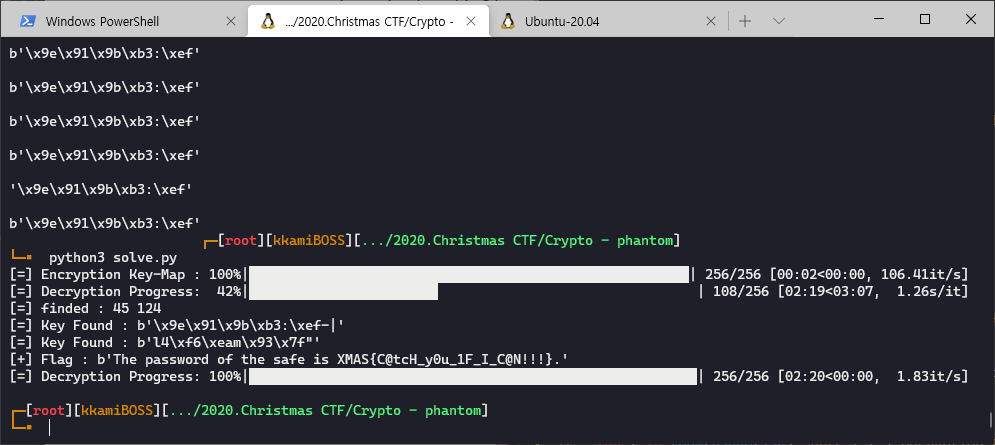 Windows PowerShell
.../2020.Christmas CTF/Crypto -
Ubuntu-20.04
b'\x9e\x91\x9b\xb3:\xef'
b'\x9e\x91\x9b\xb3:\xef'
b'\x9e\x91\x9b\xb3:\xef'
b'\x9e\x91\x9b\xb3:\xef'
'\x9e\x91\x9b\xb3:\xef'
b'\x9e\x91\x9b\xb3:\xef'
[root][kkamiBOSS][.../2020.Christmas CTF/Crypto - phantom]
python3 solve.py
[=] Encryption Key-Map : 100%| | 256/256 [00:02<00:00, 106.41it/s]
[=] Decryption Progress:  42%| | 108/256 [02:19<03:07,  1.26s/it]
[=] finded : 45 124
[=] Key Found : b'\x9e\x91\x9b\xb3:\xef-|'
[=] Key Found : b'l4\xf6\xeam\x93\x7f"'
[+] Flag : b'The password of the safe is XMAS{C@tcH_y0u_1F_I_C@N!!!}.'
[=] Decryption Progress: 100%| | 256/256 [02:20<00:00,  1.83it/s]
[root][kkamiBOSS][.../2020.Christmas CTF/Crypto - phantom]